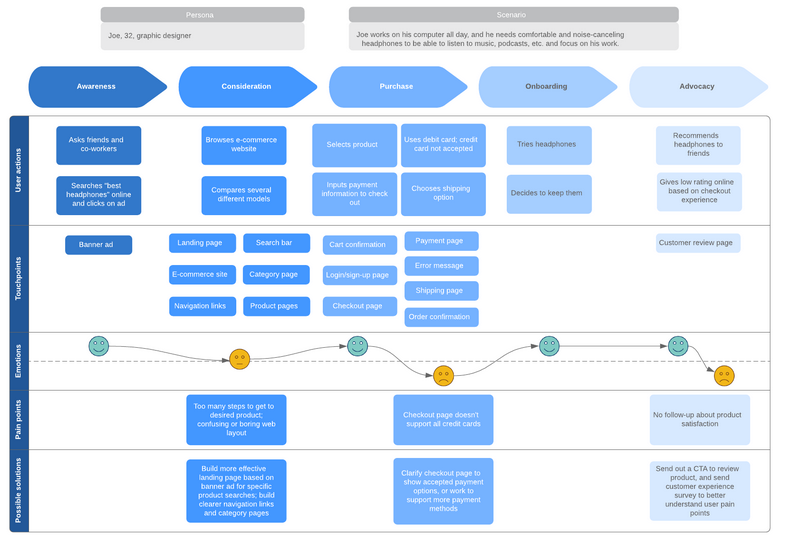 Persona
Scenario
Joe, 32, graphic designer
Joe works on his computer all day, and he needs comfortable and noise-canceling
headphones to be able to listen to music, podcasts, etc. and focus on his work.
Awareness
Consideration
Purchase
Onboarding
Advocacy
User actions
Asks friends and
co-workers
Searches "best
headphones" online
and clicks on ad
Browses e-commerce
website
Compares several
different models
Selects product
Uses debit card; credit
card not accepted
Inputs payment
information to check
out
Chooses shipping
option
Tries headphones
Decides to keep them
Recommends
headphones to
friends
Gives low rating online
based on checkout
experience
Touchpoints
Banner ad
Landing page
Search bar
E-commerce site
Category page
Navigation links
Product pages
Cart confirmation
Login/sign-up page
Checkout page
Payment page
Error message
Shipping page
Order confirmation
Customer review page
Emotions
Pain points
Too many steps to get to
desired product;
confusing or boring web
layout
Checkout page doesn't
support all credit cards
No follow-up about product
satisfaction
Possible solutions
Build more effective
landing page based on
banner ad for specific
product searches; build
clearer navigation links
and category pages
Clarify checkout page to
show accepted payment
options, or work to
support more payment
methods
Send out a CTA to review
product, and send
customer experience
survey to better
understand user pain
points